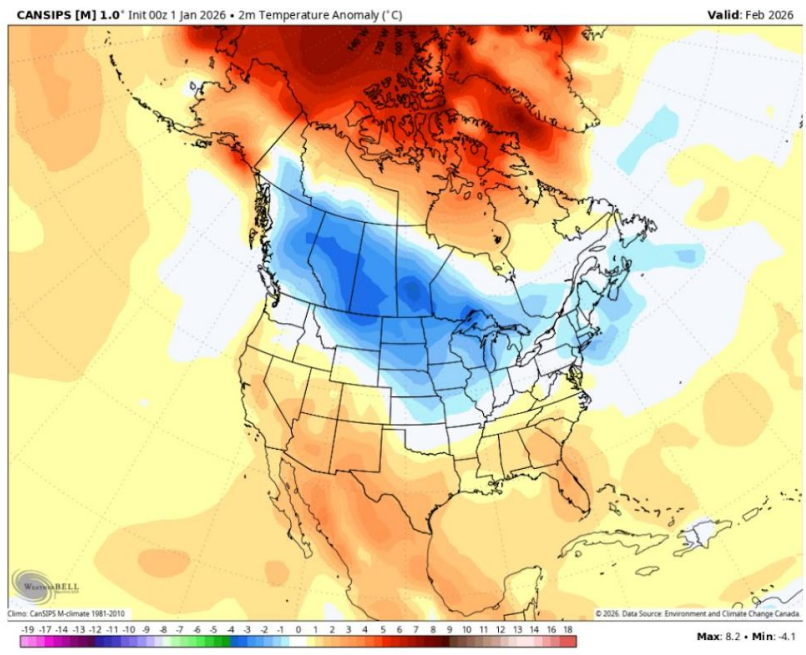 CANSIPS [M] 1.0° Init 00z 1 Jan 2026 • 2m Temperature Anomaly (°C)
Valid: Feb 2026
WeatherBELL
Climo: CanSIPS M-climate 1981-2010
© 2026. Data Source: Environment and Climate Change Canada.
-19 -17 -14 -13 -12 -11 -10 -9 -8 -7 -6 -5 -4 -3 -2 -1 0 1 2 3 4 5 6 7 8 9 10 11 12 13 14 16 18
Max: 8.2 • Min: -4.1